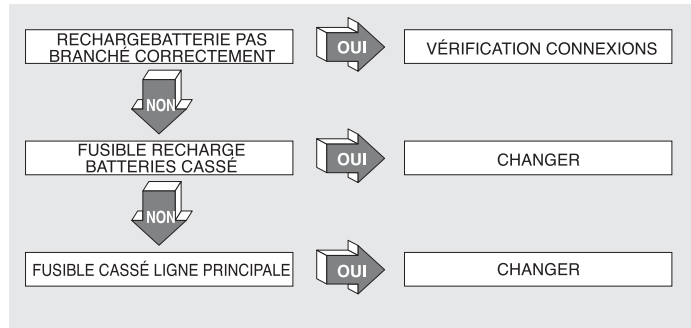 RECHARGEBATTERIE PAS
BRANCHÉ CORRECTEMENT
OUI
VÉRIFICATION CONNEXIONS
NON
FUSIBLE RECHARGE
BATTERIES CASSÉ
OUI
CHANGER
NON
FUSIBLE CASSÉ LIGNE PRINCIPALE
OUI
CHANGER